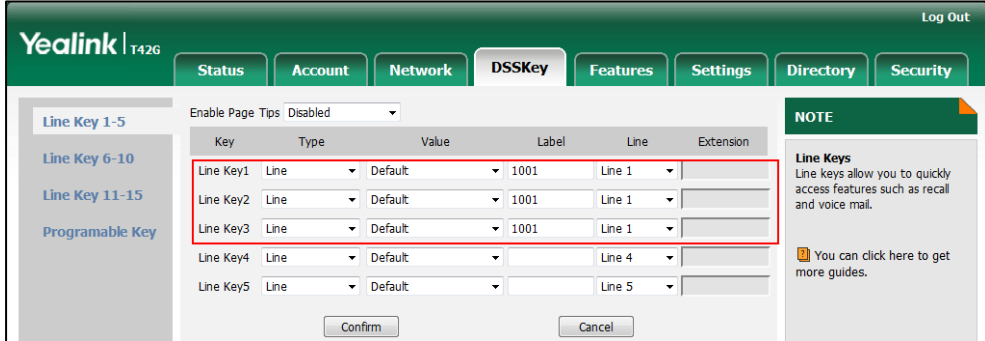 Log Out
Yealink | T42G
Status Account Network DSSKey Features Settings Directory Security
Line Key 1-5
Line Key 6-10
Line Key 11-15
Programable Key
Enable Page Tips Disabled
Key Type Value Label Line Extension
Line Key1 Line Default 1001 Line 1
Line Key2 Line Default 1001 Line 1
Line Key3 Line Default 1001 Line 1
Line Key4 Line Default Line 4
Line Key5 Line Default Line 5
Confirm Cancel
NOTE
Line Keys
Line keys allow you to quickly
access features such as recall
and voice mail.
You can click here to get
more guides.